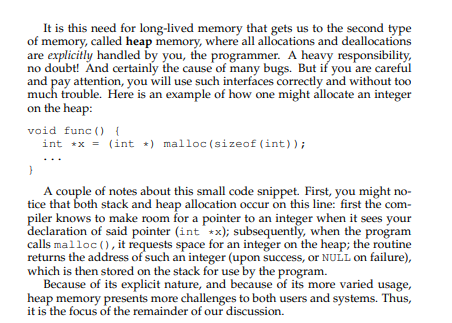 It is this need for long-lived memory that gets us to the second type
of memory, called heap memory, where all allocations and deallocations
are explicitly handled by you, the programmer. A heavy responsibility,
no doubt! And certainly the cause of many bugs. But if you are careful
and pay attention, you will use such interfaces correctly and without too
much trouble. Here is an example of how one might allocate an integer
on the heap:
void func() {
int *x = (int *) malloc(sizeof(int));
...
}
A couple of notes about this small code snippet. First, you might no-
tice that both stack and heap allocation occur on this line: first the com-
piler knows to make room for a pointer to an integer when it sees your
declaration of said pointer (int *x); subsequently, when the program
calls malloc(), it requests space for an integer on the heap; the routine
returns the address of such an integer (upon success, or NULL on failure),
which is then stored on the stack for use by the program.
Because of its explicit nature, and because of its more varied usage,
heap memory presents more challenges to both users and systems. Thus,
it is the focus of the remainder of our discussion.